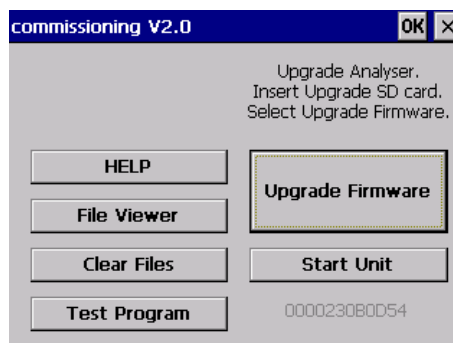 commissioning V2.0
OK ×
Upgrade Analyser.
Insert Upgrade SD card.
Select Upgrade Firmware.
HELP
Upgrade Firmware
File Viewer
Clear Files
Start Unit
Test Program
0000230B0D54